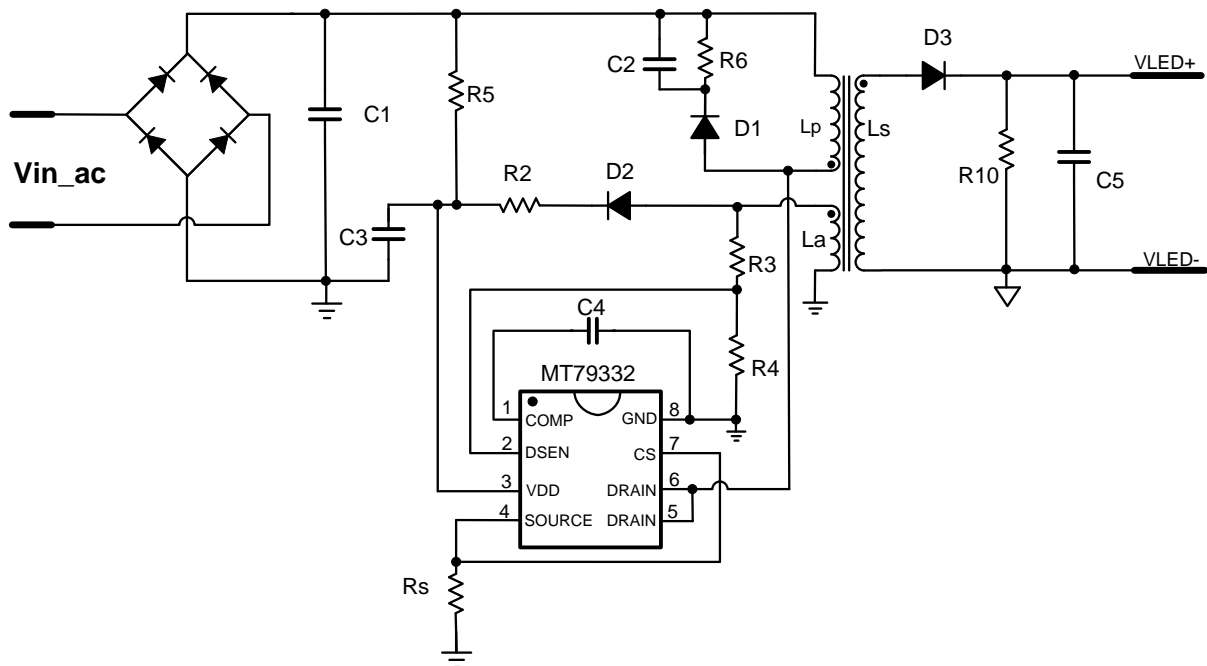 D3
VLED+
C2
R6
R5
C1
D1
Lp
Ls
Vin_ac
R2
D2
R10
C5
C3
La
R3
VLED-
C4
R4
MT79332
1
COMP
GND
8
2
DSEN
CS
7
3
VDD
DRAIN
6
4
SOURCE
DRAIN
5
Rs